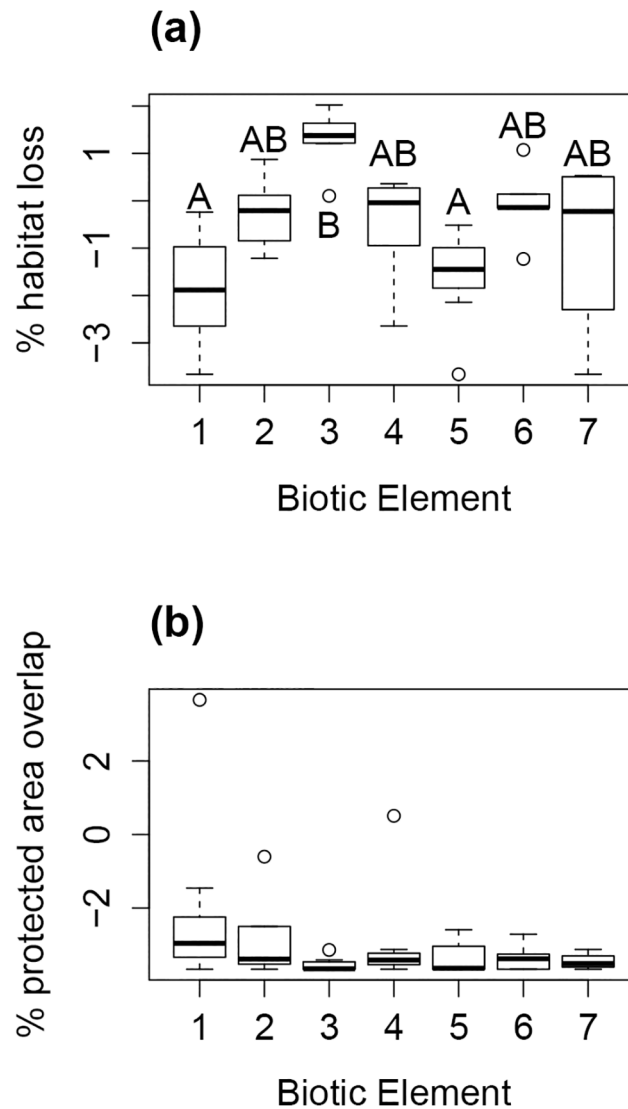 (a)
% habitat loss
1
−1
−3
A
AB
B
AB
A
AB
AB
1 2 3 4 5 6 7
Biotic Element
(b)
% protected area overlap
2
0
−2
1 2 3 4 5 6 7
Biotic Element